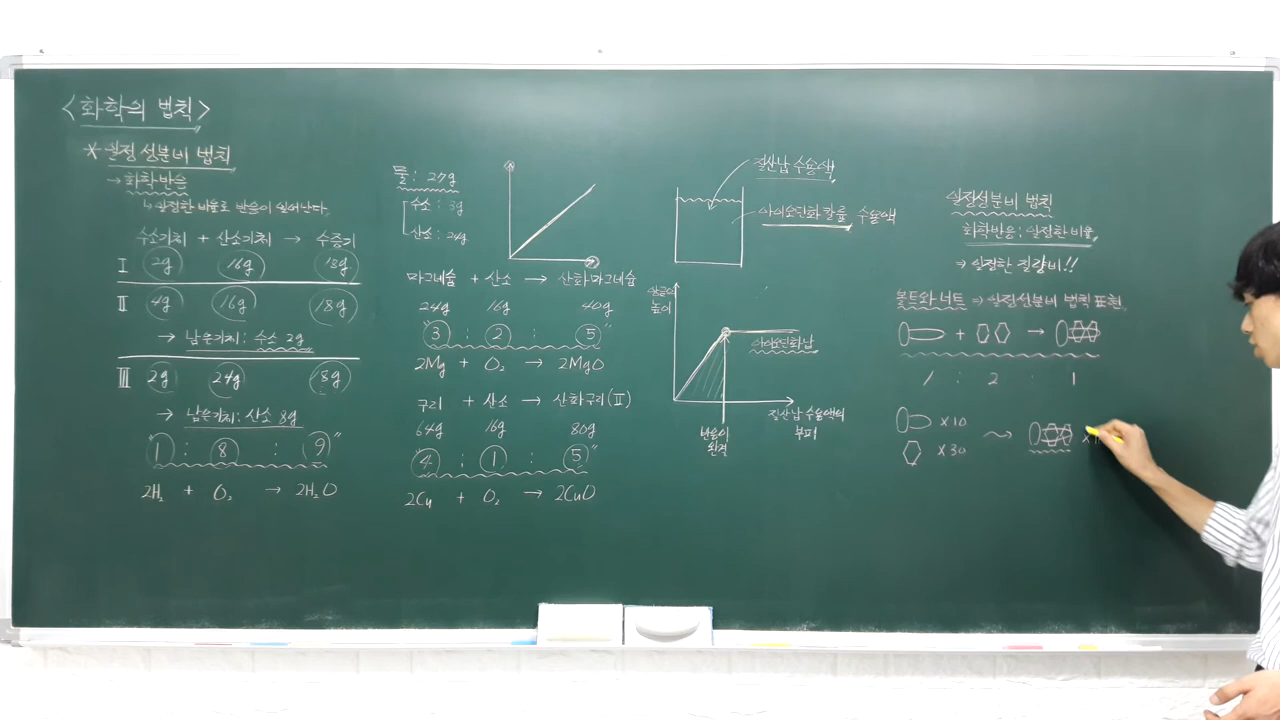 <화학의 법칙>
* 일정 성분비 법칙
→ 화학반응
↳ 일정한 비율로 반응이 일어난다.
수소기체 + 산소기체 → 수증기
Ⅰ 2g 16g 18g
Ⅱ 4g 16g 18g
→ 남은기체: 수소 2g
Ⅲ 2g 24g 18g
→ 남은기체: 산소 8g
"1 : 8 : 9"
2H₂ + O₂ → 2H₂O
물: 27g
수소: 3g
산소: 24g
마그네슘 + 산소 → 산화마그네슘
24g 16g 40g
"3 : 2 : 5"
2Mg + O₂ → 2MgO
구리 + 산소 → 산화구리(Ⅱ)
64g 16g 80g
"4 : 1 : 5"
2Cu + O₂ → 2CuO
질산납 수용액
아이오딘화 칼륨 수용액
앙금의
높이
아이오딘화납
질산납 수용액의
부피
반응이
완결
일정성분비 법칙
화학반응: 일정한 비율
⇒ 일정한 질량비!!
볼트와 너트 ⇒ 일정성분비 법칙 표현
+ →
1 : 2 : 1
×10
×30